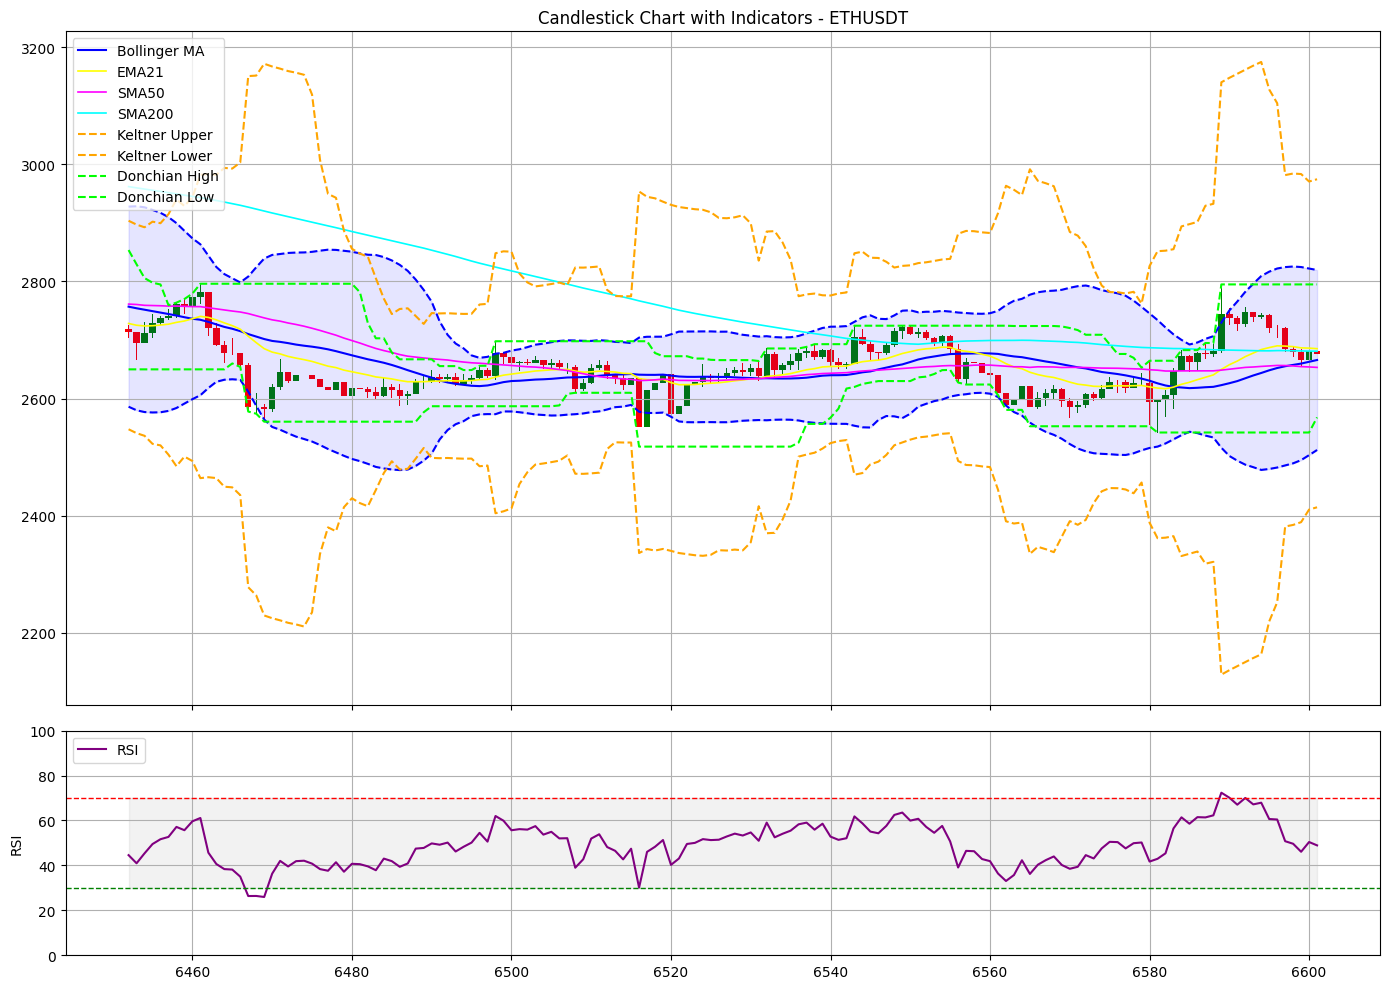 Candlestick Chart with Indicators - ETHUSDT
3200
3000
2800
2600
2400
2200
Bollinger MA
EMA21
SMA50
SMA200
Keltner Upper
Keltner Lower
Donchian High
Donchian Low
100
80
60
40
20
0
RSI
RSI
6460 6480 6500 6520 6540 6560 6580 6600